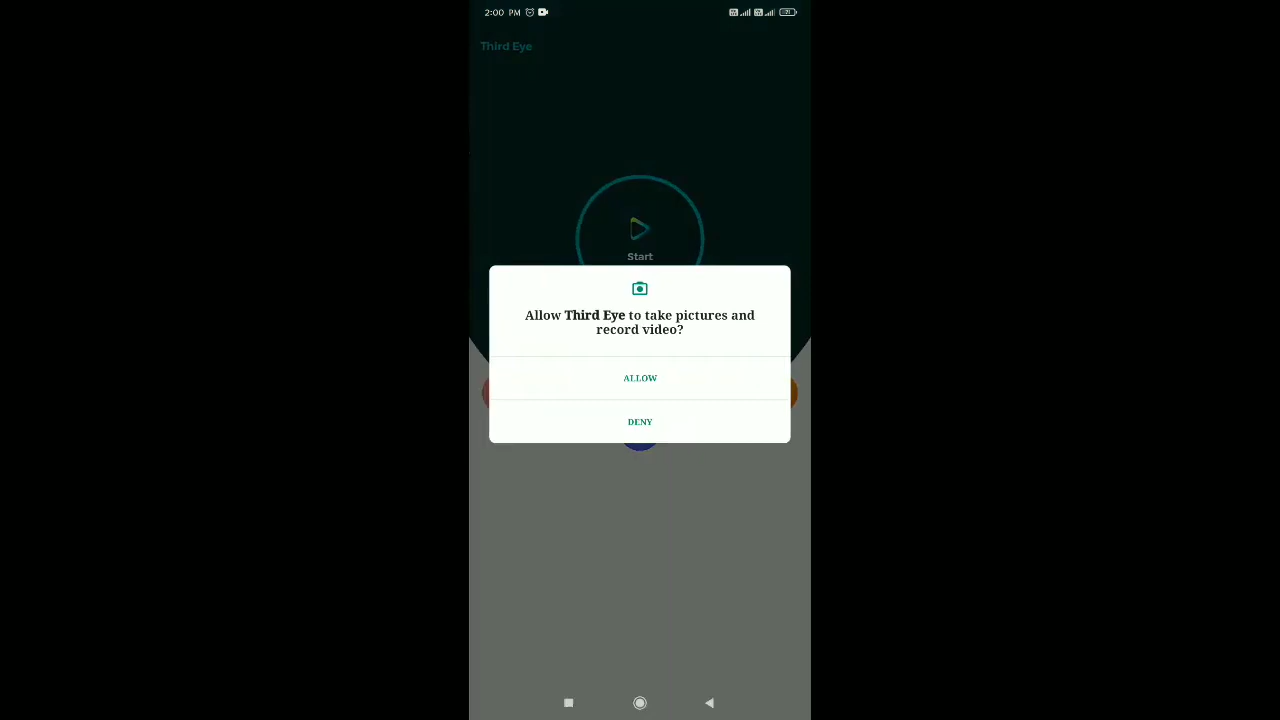 2:00 PM
Third Eye
Start
Allow Third Eye to take pictures and
record video?
ALLOW
DENY